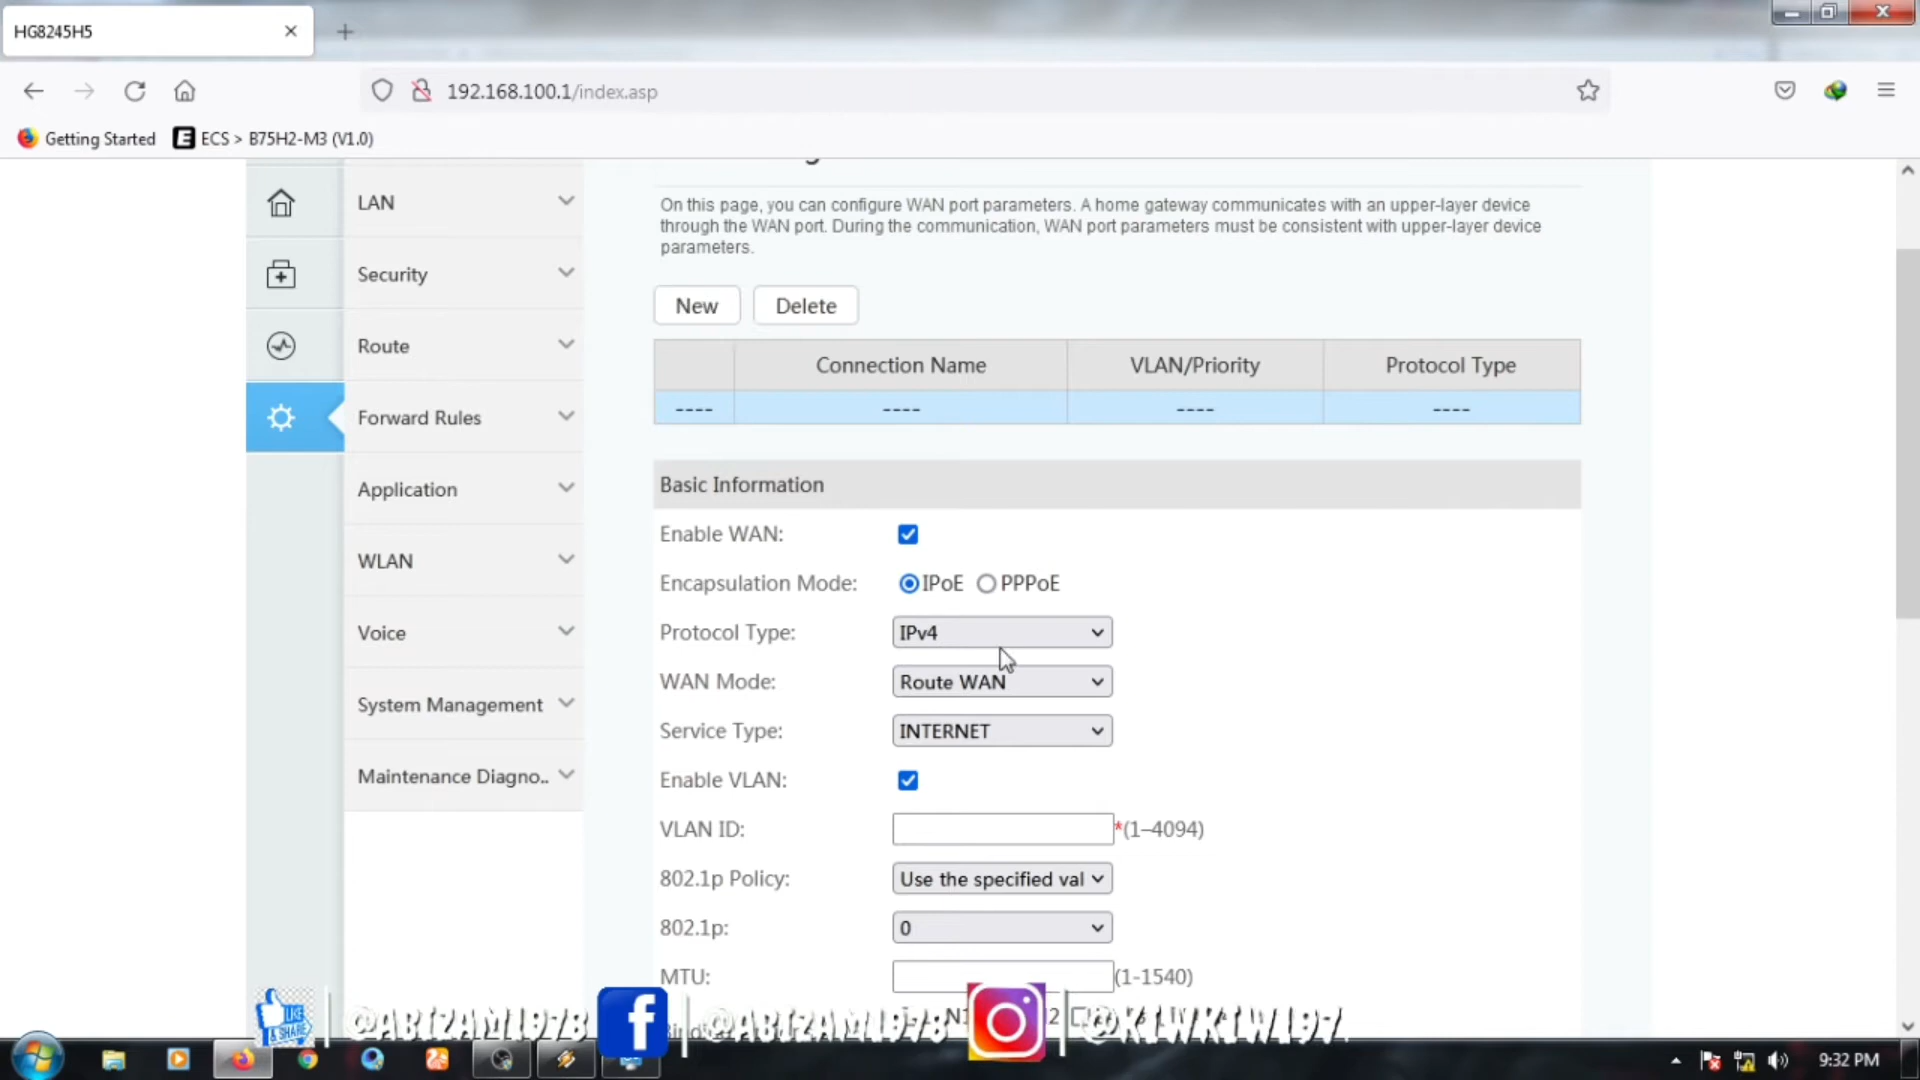 HG8245H5
192.168.100.1/index.asp
Getting Started
ECS > B75H2-M3 (V1.0)
LAN
Security
Route
Forward Rules
Application
WLAN
Voice
System Management
Maintenance Diagno..
On this page, you can configure WAN port parameters. A home gateway communicates with an upper-layer device
through the WAN port. During the communication, WAN port parameters must be consistent with upper-layer device
parameters.
New
Delete
Connection Name
VLAN/Priority
Protocol Type
---- ---- ---- ----
Basic Information
Enable WAN:
Encapsulation Mode: IPoE PPPoE
Protocol Type: IPv4
WAN Mode: Route WAN
Service Type: INTERNET
Enable VLAN:
VLAN ID: *(1–4094)
802.1p Policy: Use the specified val
802.1p: 0
MTU: (1-1540)
LIKE
& SHARE
@ABIZAM1978
@ABIZAM1978
@KIWKIW197.
9:32 PM